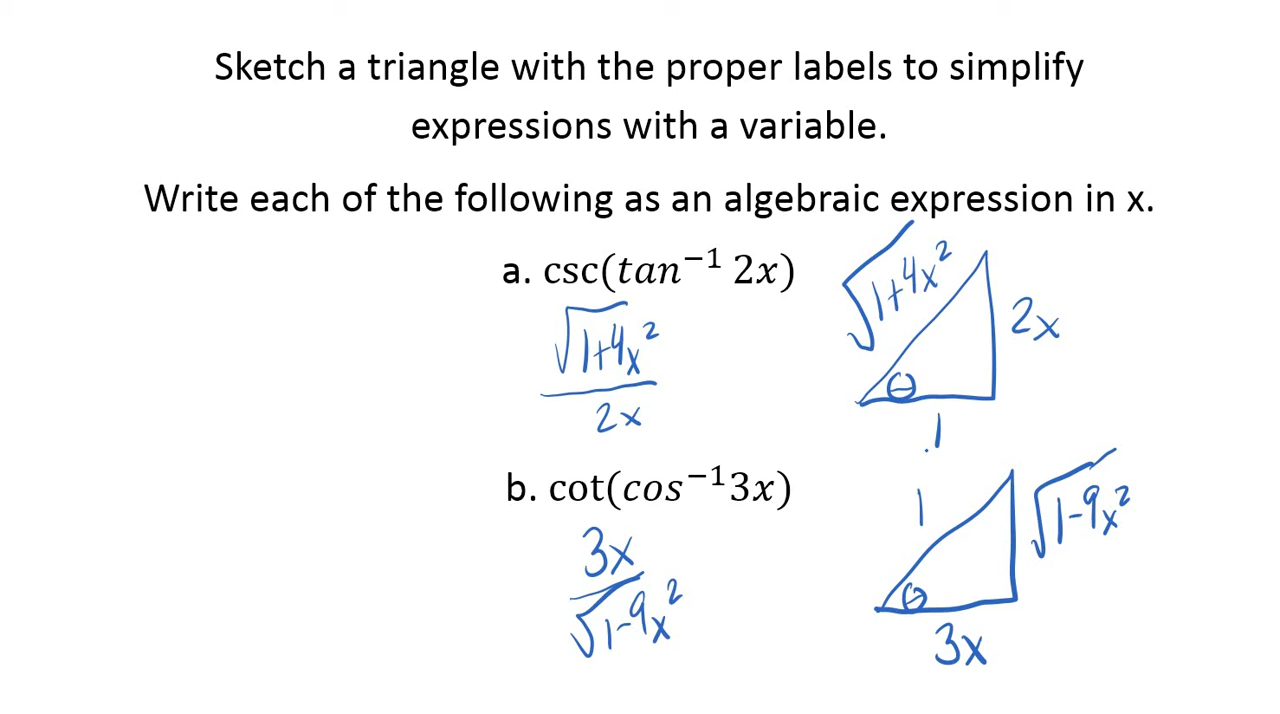 Sketch a triangle with the proper labels to simplify
expressions with a variable.
Write each of the following as an algebraic expression in x.
a. csc(tan⁻¹ 2x)
√1+4x²
2x
√1+4x²
2x
θ
1
b. cot(cos⁻¹3x)
3x
√1-9x²
1
√1-9x²
θ
3x